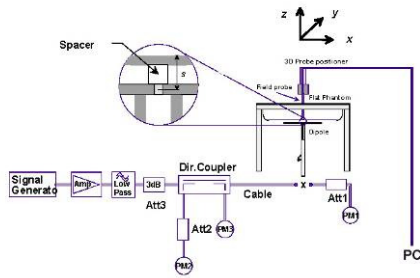 z
y
x
Spacer
s
3D Probe positioner
Field probe
Flat Phantom
Dipole
Dir.Coupler
Signal
Generato
Amp
Low
Pass
3dB
Cable
x
Att1
Att3
PM1
Att2
PM3
PM2
PC